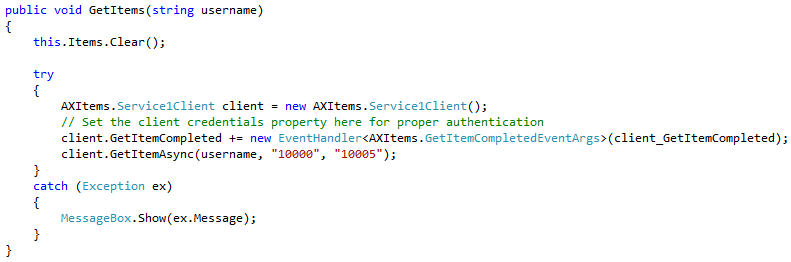 public void GetItems(string username)
{
    this.Items.Clear();

    try
    {
        AXItems.Service1Client client = new AXItems.Service1Client();
        // Set the client credentials property here for proper authentication
        client.GetItemCompleted += new EventHandler<AXItems.GetItemCompletedEventArgs>(client_GetItemCompleted);
        client.GetItemAsync(username, "10000", "10005");
    }
    catch (Exception ex)
    {
        MessageBox.Show(ex.Message);
    }
}